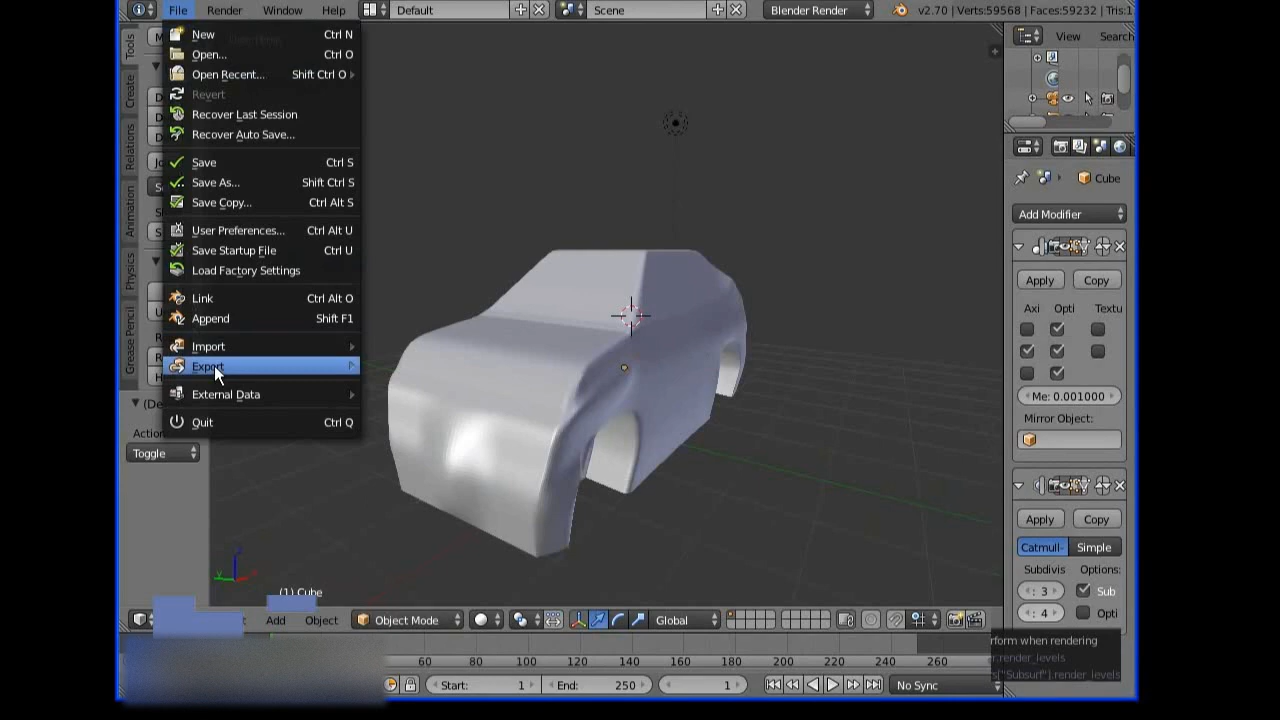 File Render Window Help Default Scene Blender Render v2.70 | Verts:59568 | Faces:59232 | Tris:1
New Ctrl N
Open... Ctrl O
Open Recent... Shift Ctrl O
Revert
Recover Last Session
Recover Auto Save...
Save Ctrl S
Save As... Shift Ctrl S
Save Copy... Ctrl Alt S
User Preferences... Ctrl Alt U
Save Startup File Ctrl U
Load Factory Settings
Link Ctrl Alt O
Append Shift F1
Import
Export
External Data
Quit Ctrl Q
Tools
Create
Relations
Animation
Physics
Grease Pencil
Action
Toggle
(1) Cube
View Search
Cube
Add Modifier
Apply Copy
Axi Opti Textu
Me: 0.001000
Mirror Object:
Apply Copy
Catmull- Simple
Subdivis Options:
: 3 Sub
: 4 Opti
rform when rendering
r.render_levels
s["Subsurf"].render_levels
Add Object Object Mode Global
60 80 100 120 140 160 180 200 220 240 260
Start: 1 End: 250 1 No Sync